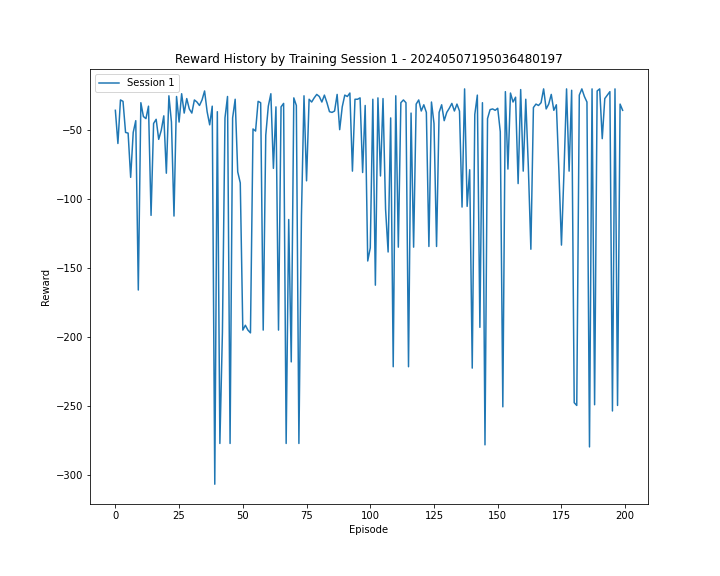 Reward History by Training Session 1 - 20240507195036480197
Session 1
−50
−100
−150
−200
−250
−300
Reward
0 25 50 75 100 125 150 175 200
Episode